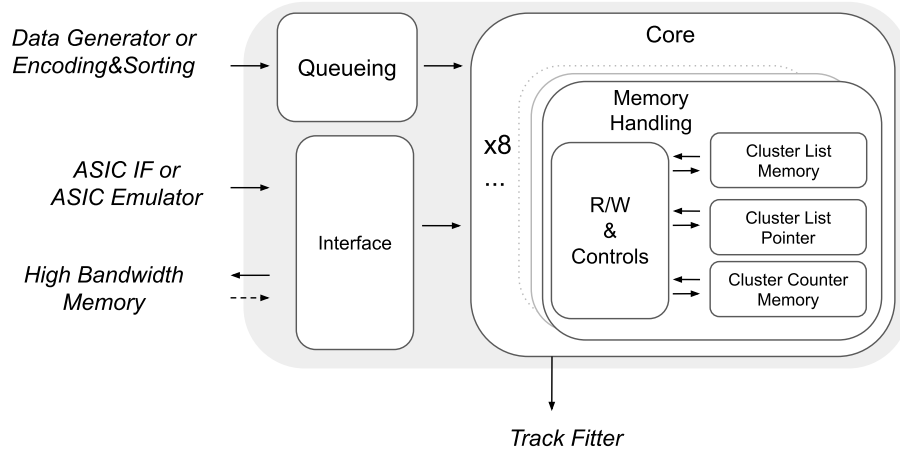 Data Generator or
Encoding&Sorting
Queueing
Core
ASIC IF or
ASIC Emulator
Interface
High Bandwidth
Memory
x8
...
Memory
Handling
R/W
&
Controls
Cluster List
Memory
Cluster List
Pointer
Cluster Counter
Memory
Track Fitter